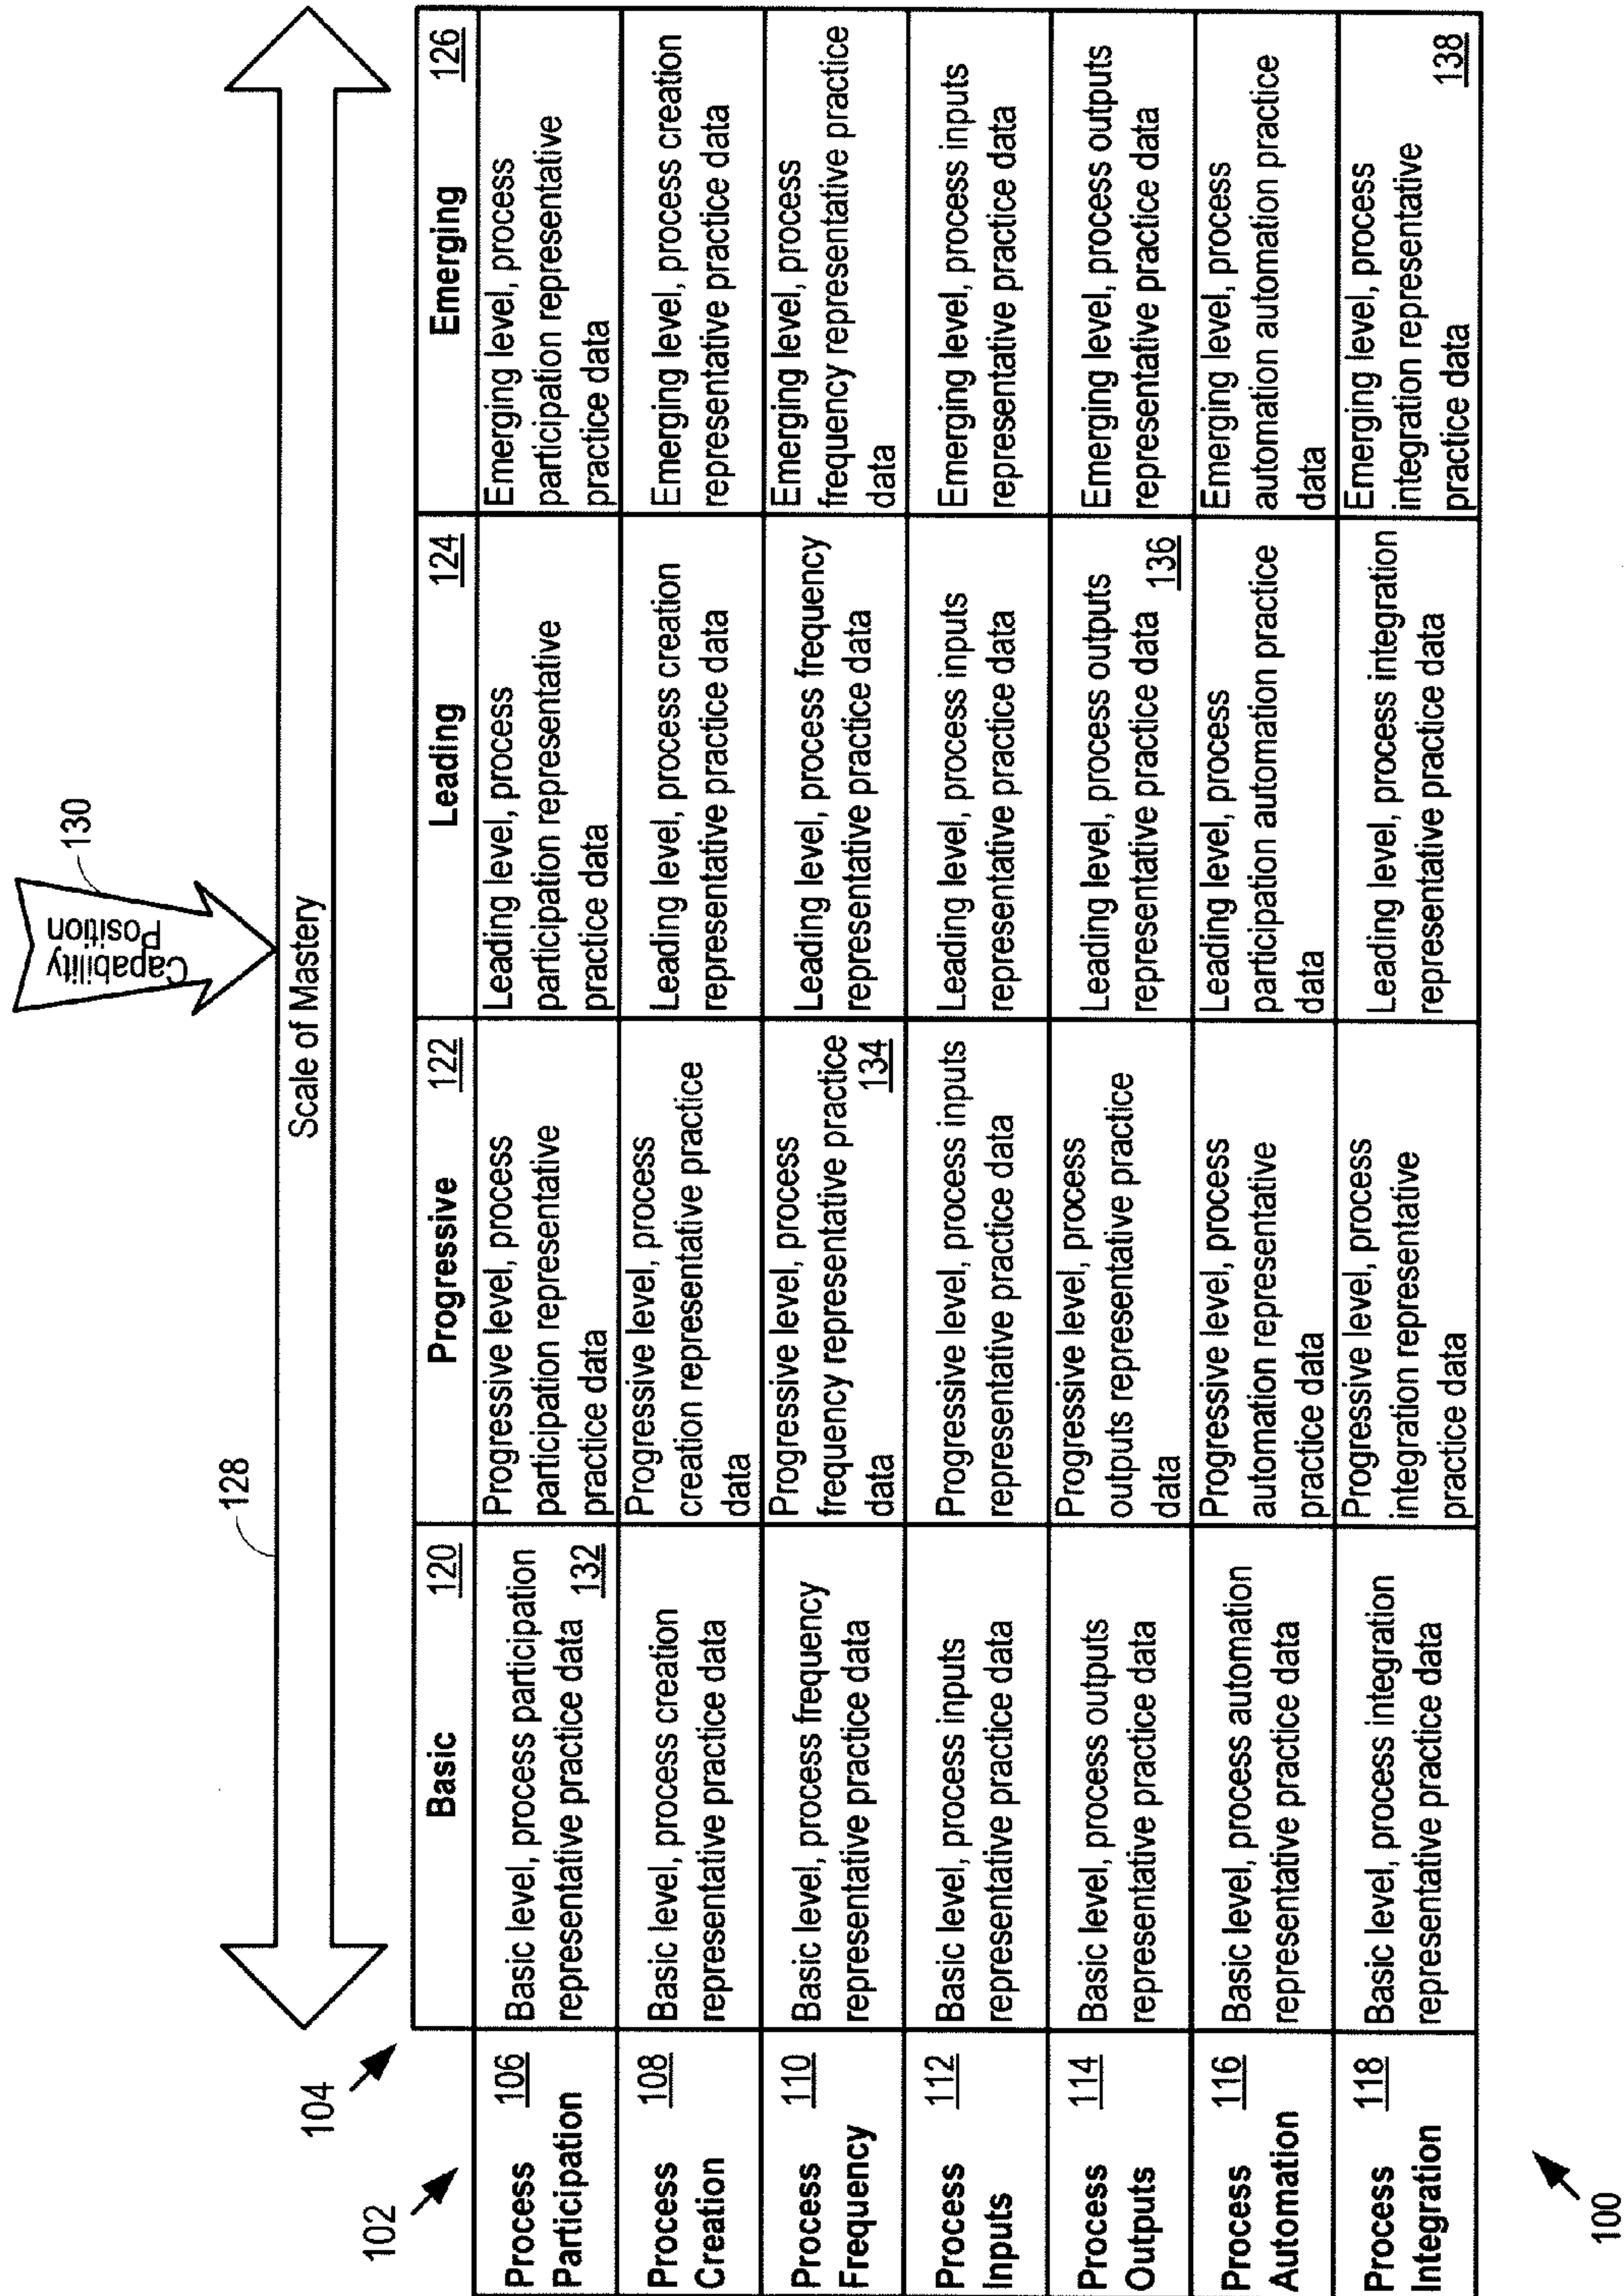 130
Capability
Position
128
Scale of Mastery
104
102
Basic 120
Progressive 122
Leading 124
Emerging 126
Process 106
Participation
Basic level, process participation
representative practice data 132
Progressive level, process
participation representative
practice data
Leading level, process
participation representative
practice data
Emerging level, process
participation representative
practice data
Process 108
Creation
Basic level, process creation
representative practice data
Progressive level, process
creation representative practice
data
Leading level, process creation
representative practice data
Emerging level, process creation
representative practice data
Process 110
Frequency
Basic level, process frequency
representative practice data
Progressive level, process
frequency representative practice
data 134
Leading level, process frequency
representative practice data
Emerging level, process
frequency representative practice
data
Process 112
Inputs
Basic level, process inputs
representative practice data
Progressive level, process inputs
representative practice data
Leading level, process inputs
representative practice data
Emerging level, process inputs
representative practice data
Process 114
Outputs
Basic level, process outputs
representative practice data
Progressive level, process
outputs representative practice
data
Leading level, process outputs
representative practice data 136
Emerging level, process outputs
representative practice data
Process 116
Automation
Basic level, process automation
representative practice data
Progressive level, process
automation representative
practice data
Leading level, process
participation automation practice
data
Emerging level, process
automation automation practice
data
Process 118
Integration
Basic level, process integration
representative practice data
Progressive level, process
integration representative
practice data
Leading level, process integration
representative practice data
Emerging level, process
integration representative
practice data 138
100